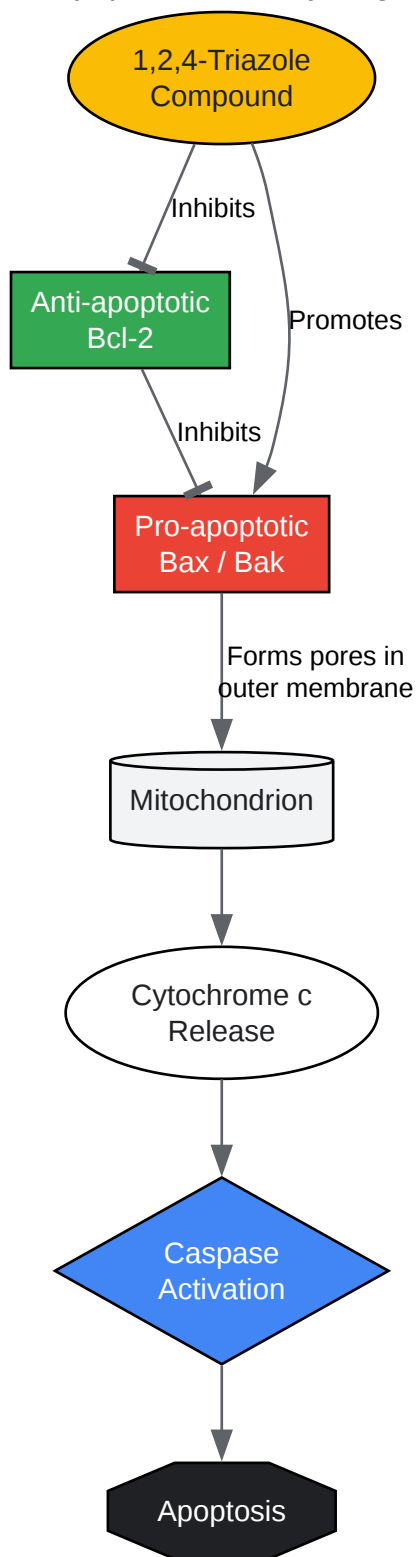 1,2,4-Triazole
Compound
Inhibits
Anti-apoptotic
Bcl-2
Promotes
Inhibits
Pro-apoptotic
Bax / Bak
Forms pores in
outer membrane
Mitochondrion
Cytochrome c
Release
Caspase
Activation
Apoptosis